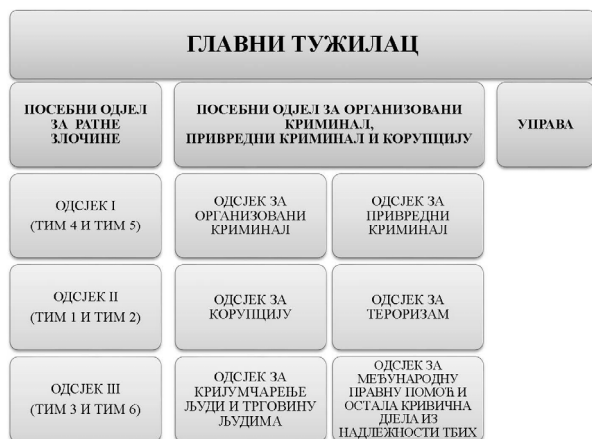 ГЛАВНИ ТУЖИЛАЦ
ПОСЕБНИ ОДЈЕЛ
ЗА РАТНЕ
ЗЛОЧИНЕ
ПОСЕБНИ ОДЈЕЛ ЗА ОРГАНИЗОВАНИ
КРИМИНАЛ,
ПРИВРЕДНИ КРИМИНАЛ И КОРУПЦИЈУ
УПРАВА
ОДСЈЕК I
(ТИМ 4 И ТИМ 5)
ОДСЈЕК ЗА
ОРГАНИЗОВАНИ
КРИМИНАЛ
ОДСЈЕК ЗА
ПРИВРЕДНИ
КРИМИНАЛ
ОДСЈЕК II
(ТИМ 1 И ТИМ 2)
ОДСЈЕК ЗА
КОРУПЦИЈУ
ОДСЈЕК ЗА
ТЕРОРИЗАМ
ОДСЈЕК III
(ТИМ 3 И ТИМ 6)
ОДСЈЕК ЗА
КРИЈУМЧАРЕЊЕ
ЉУДИ И ТРГОВИНУ
ЉУДИМА
ОДСЈЕК ЗА
МЕЂУНАРОДНУ
ПРАВНУ ПОМОЋ И
ОСТАЛА КРИВИЧНА
ДЈЕЛА ИЗ
НАДЛЕЖНОСТИ ТБИХ